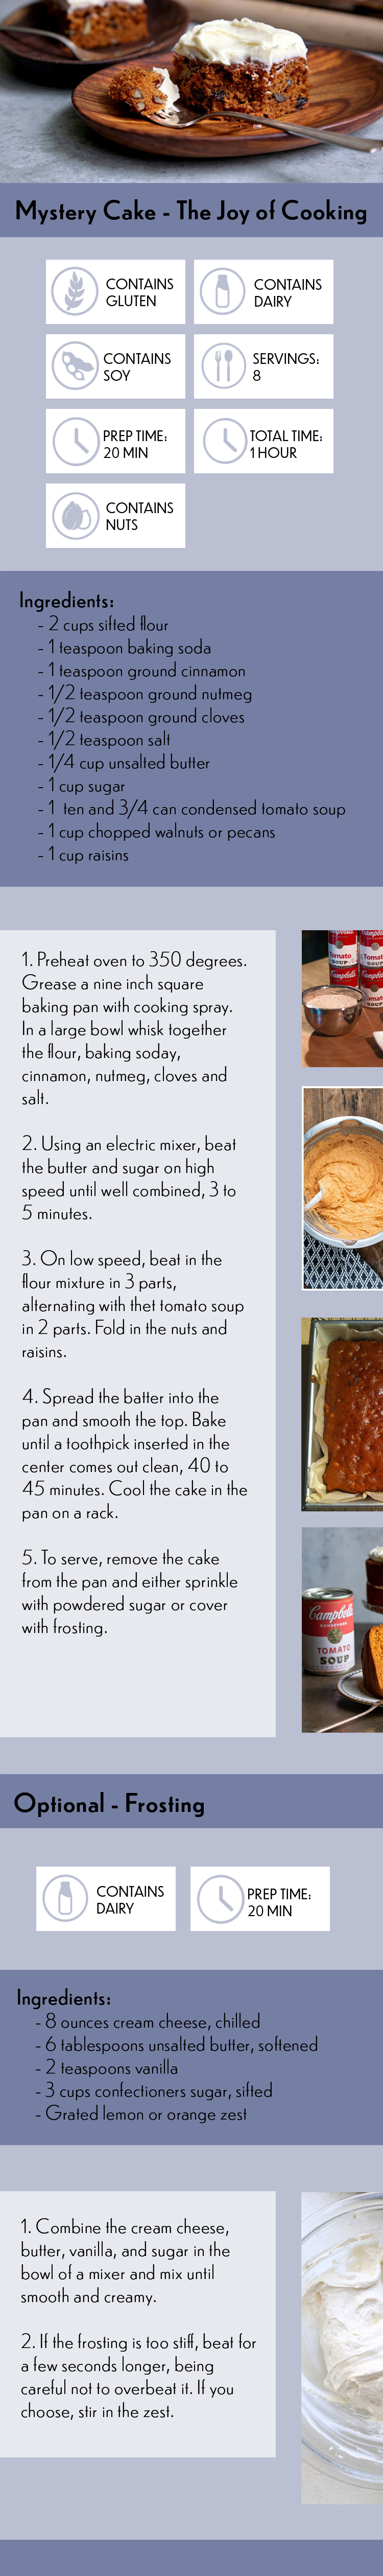 Mystery Cake - The Joy of Cooking
CONTAINS
GLUTEN
CONTAINS
DAIRY
CONTAINS
SOY
SERVINGS:
8
PREP TIME:
20 MIN
TOTAL TIME:
1 HOUR
CONTAINS
NUTS
Ingredients:
- 2 cups sifted flour
- 1 teaspoon baking soda
- 1 teaspoon ground cinnamon
- 1/2 teaspoon ground nutmeg
- 1/2 teaspoon ground cloves
- 1/2 teaspoon salt
- 1/4 cup unsalted butter
- 1 cup sugar
- 1 ten and 3/4 can condensed tomato soup
- 1 cup chopped walnuts or pecans
- 1 cup raisins
1. Preheat oven to 350 degrees.
Grease a nine inch square
baking pan with cooking spray.
In a large bowl whisk together
the flour, baking soday,
cinnamon, nutmeg, cloves and
salt.
2. Using an electric mixer, beat
the butter and sugar on high
speed until well combined, 3 to
5 minutes.
3. On low speed, beat in the
flour mixture in 3 parts,
alternating with thet tomato soup
in 2 parts. Fold in the nuts and
raisins.
4. Spread the batter into the
pan and smooth the top. Bake
until a toothpick inserted in the
center comes out clean, 40 to
45 minutes. Cool the cake in the
pan on a rack.
5. To serve, remove the cake
from the pan and either sprinkle
with powdered sugar or cover
with frosting.
Tomato
SOUP
Campbell's
Campbell's
CONDENSED
TOMATO
SOUP
Optional - Frosting
CONTAINS
DAIRY
PREP TIME:
20 MIN
Ingredients:
- 8 ounces cream cheese, chilled
- 6 tablespoons unsalted butter, softened
- 2 teaspoons vanilla
- 3 cups confectioners sugar, sifted
- Grated lemon or orange zest
1. Combine the cream cheese,
butter, vanilla, and sugar in the
bowl of a mixer and mix until
smooth and creamy.
2. If the frosting is too stiff, beat for
a few seconds longer, being
careful not to overbeat it. If you
choose, stir in the zest.